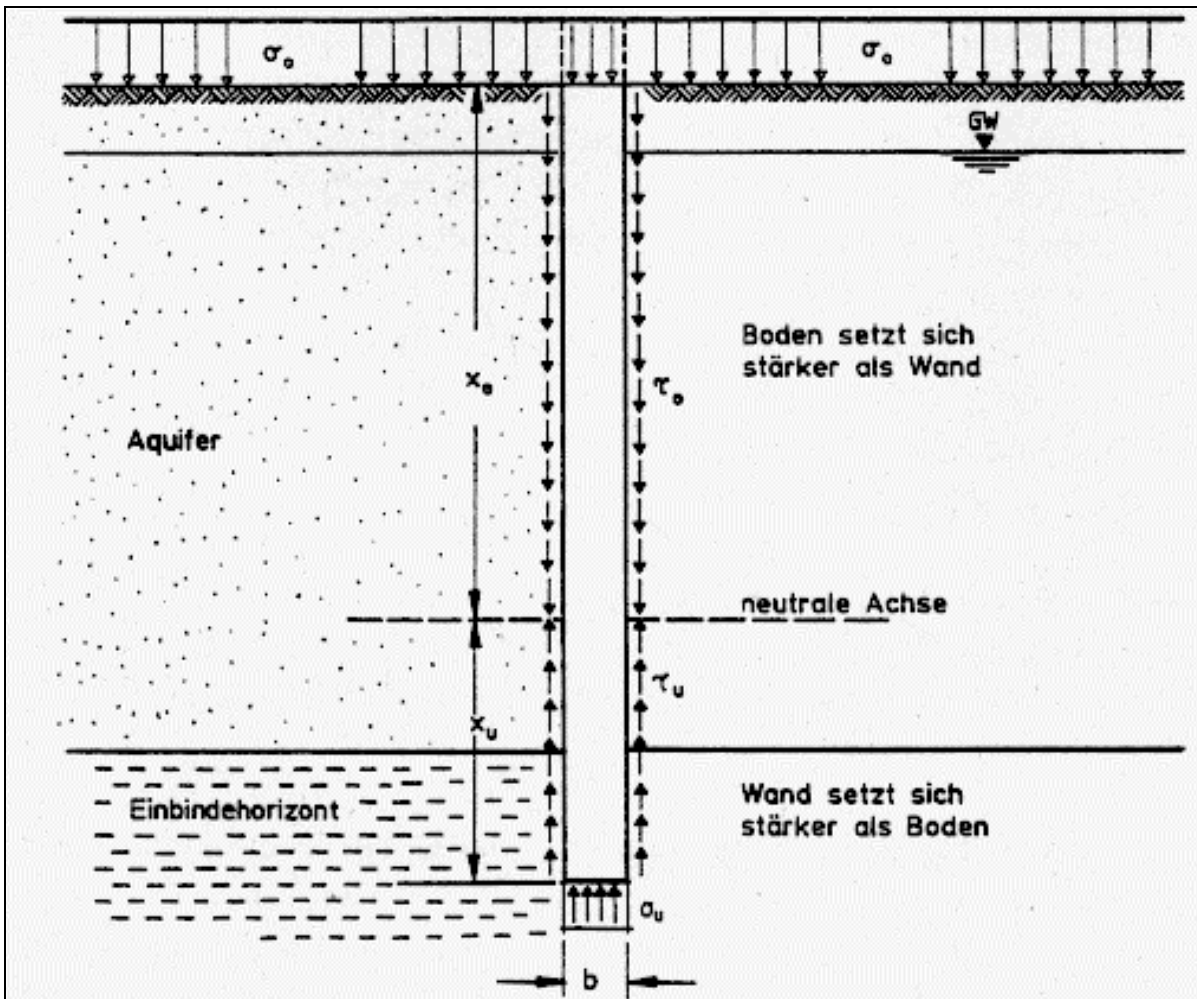 σₒ
σₒ
GW
Boden setzt sich
stärker als Wand
xₒ
τₒ
Aquifer
neutrale Achse
τᵤ
xᵤ
Einbindehorizont
Wand setzt sich
stärker als Boden
σᵤ
b